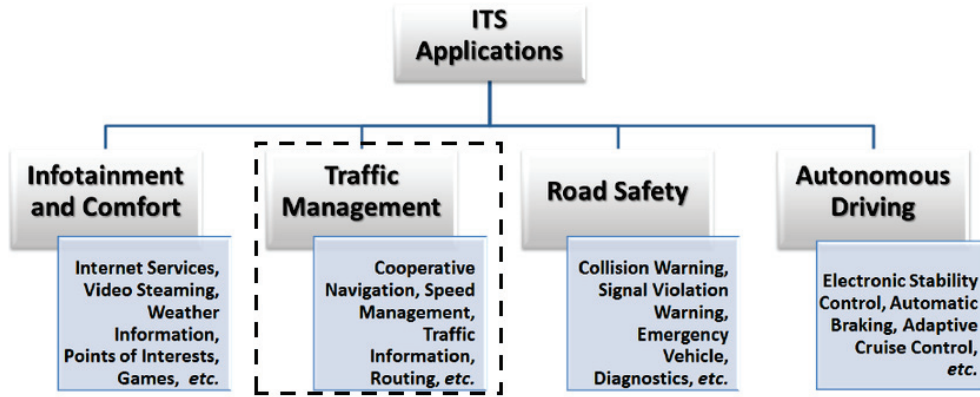 ITS
Applications
Infotainment
and Comfort
Internet Services,
Video Steaming,
Weather
Information,
Points of Interests,
Games, etc.
Traffic
Management
Cooperative
Navigation, Speed
Management,
Traffic
Information,
Routing, etc.
Road Safety
Collision Warning,
Signal Violation
Warning,
Emergency
Vehicle,
Diagnostics, etc.
Autonomous
Driving
Electronic Stability
Control, Automatic
Braking, Adaptive
Cruise Control,
etc.